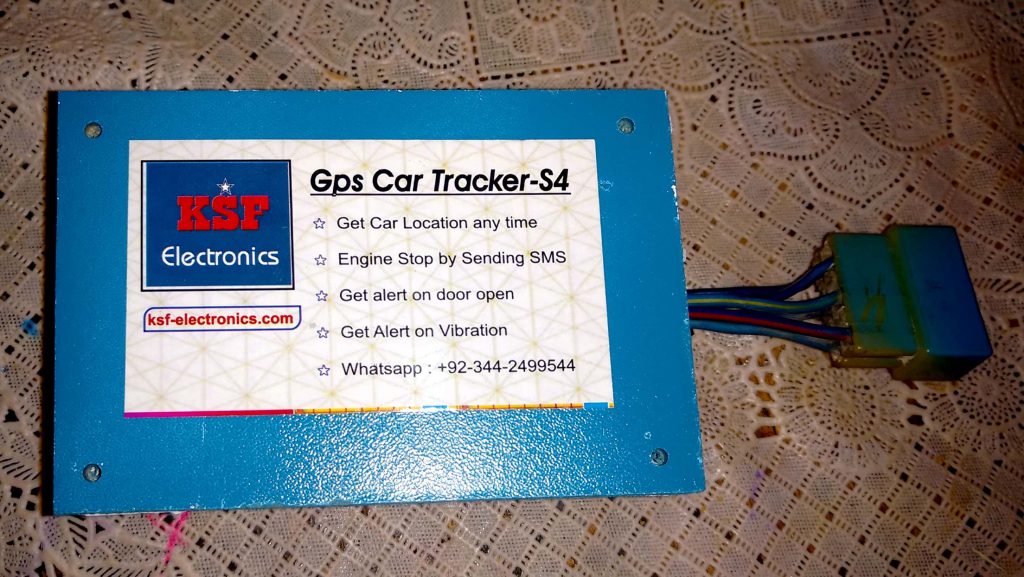 KSF
Electronics
ksf-electronics.com
Gps Car Tracker-S4
Get Car Location any time
Engine Stop by Sending SMS
Get alert on door open
Get Alert on Vibration
Whatsapp : +92-344-2499544